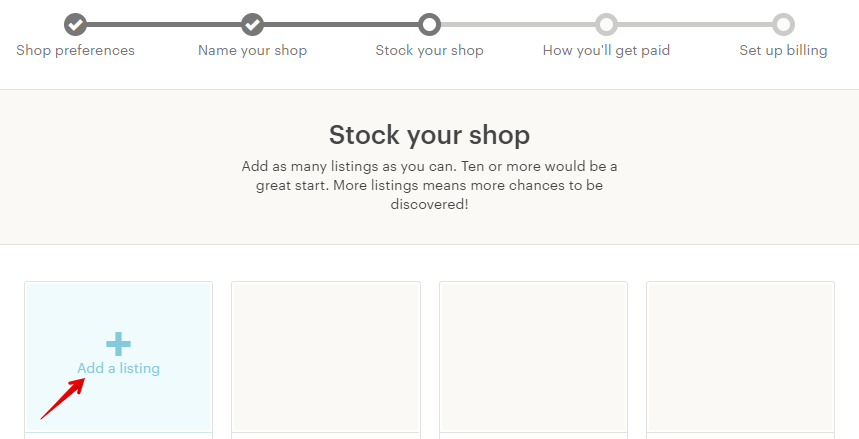 Shop preferences
Name your shop
Stock your shop
How you'll get paid
Set up billing
Stock your shop
Add as many listings as you can. Ten or more would be a
great start. More listings means more chances to be
discovered!
Add a listing